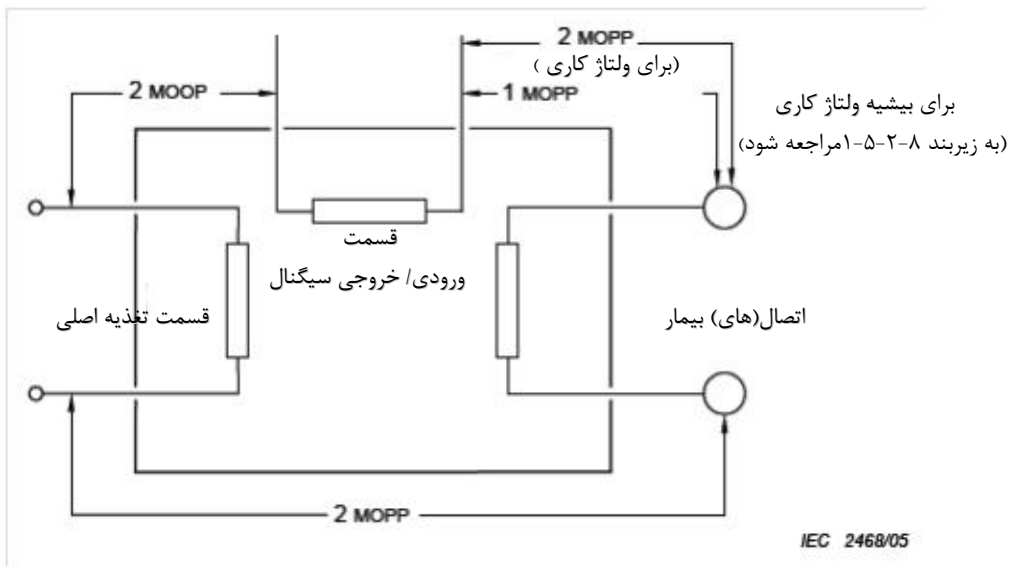 2 MOPP
(برای ولتاژ کاری )
2 MOOP
1 MOPP
برای بیشیه ولتاژ کاری
(به زیربند ۸-۲-۵-۱مراجعه شود)
قسمت
ورودی/ خروجی سیگنال
قسمت تغذیه اصلی
اتصال(های) بیمار
2 MOPP
IEC 2468/05